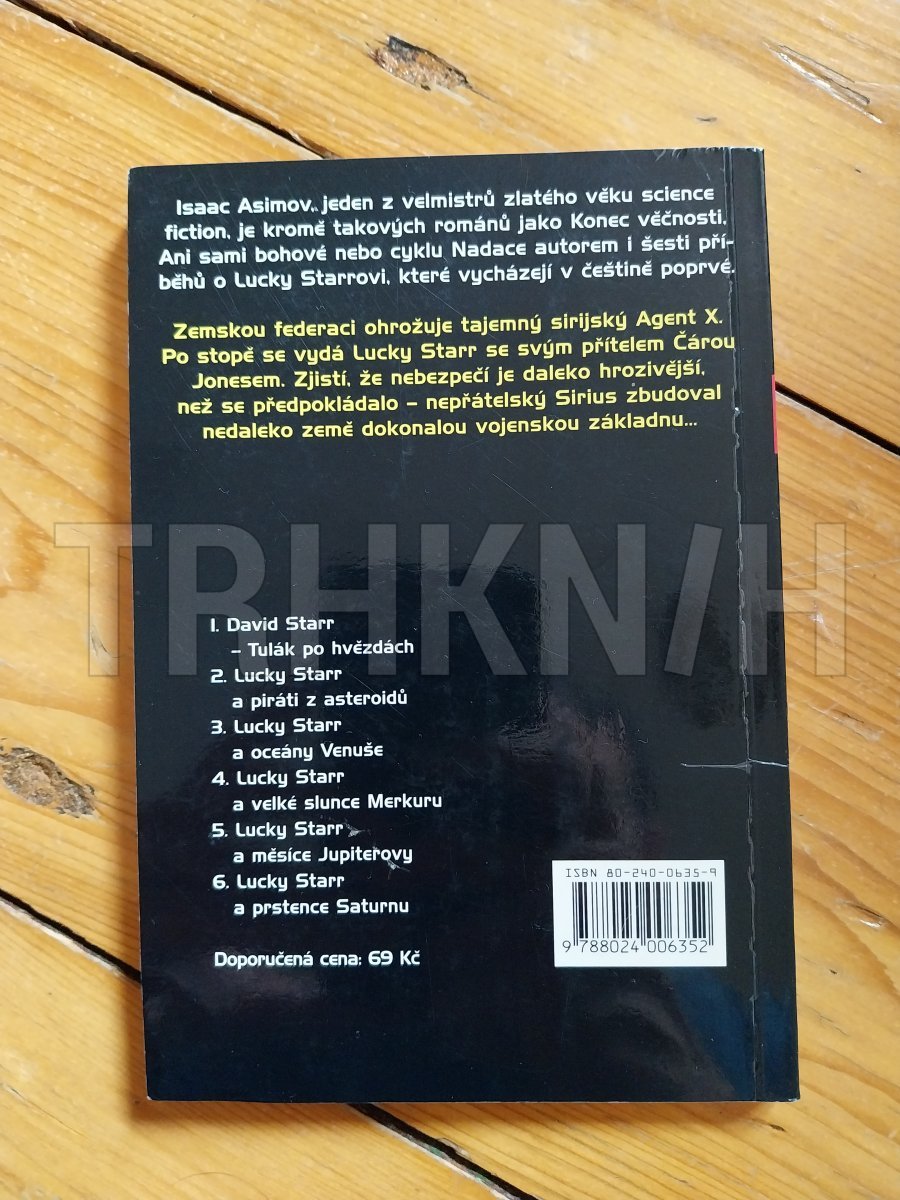 Isaac Asimov, jeden z velmistrů zlatého věku science
fiction, je kromě takových románů jako Konec věčnosti,
Ani sami bohové nebo cyklu Nadace autorem i šesti pří-
běhů o Lucky Starrovi, které vycházejí v češtině poprvé.
Zemskou federaci ohrožuje tajemný sirijský Agent X.
Po stopě se vydá Lucky Starr se svým přítelem Čárou
Jonesem. Zjistí, že nebezpečí je daleko hrozivější,
než se předpokládalo – nepřátelský Sirius zbudoval
nedaleko země dokonalou vojenskou základnu...
TRHKNIH
1. David Starr
– Tulák po hvězdách
2. Lucky Starr
a piráti z asteroidů
3. Lucky Starr
a oceány Venuše
4. Lucky Starr
a velké slunce Merkuru
5. Lucky Starr
a měsíce Jupiterovy
6. Lucky Starr
a prstence Saturnu
Doporučená cena: 69 Kč
ISBN 80-240-0635-9
9 788024 006352